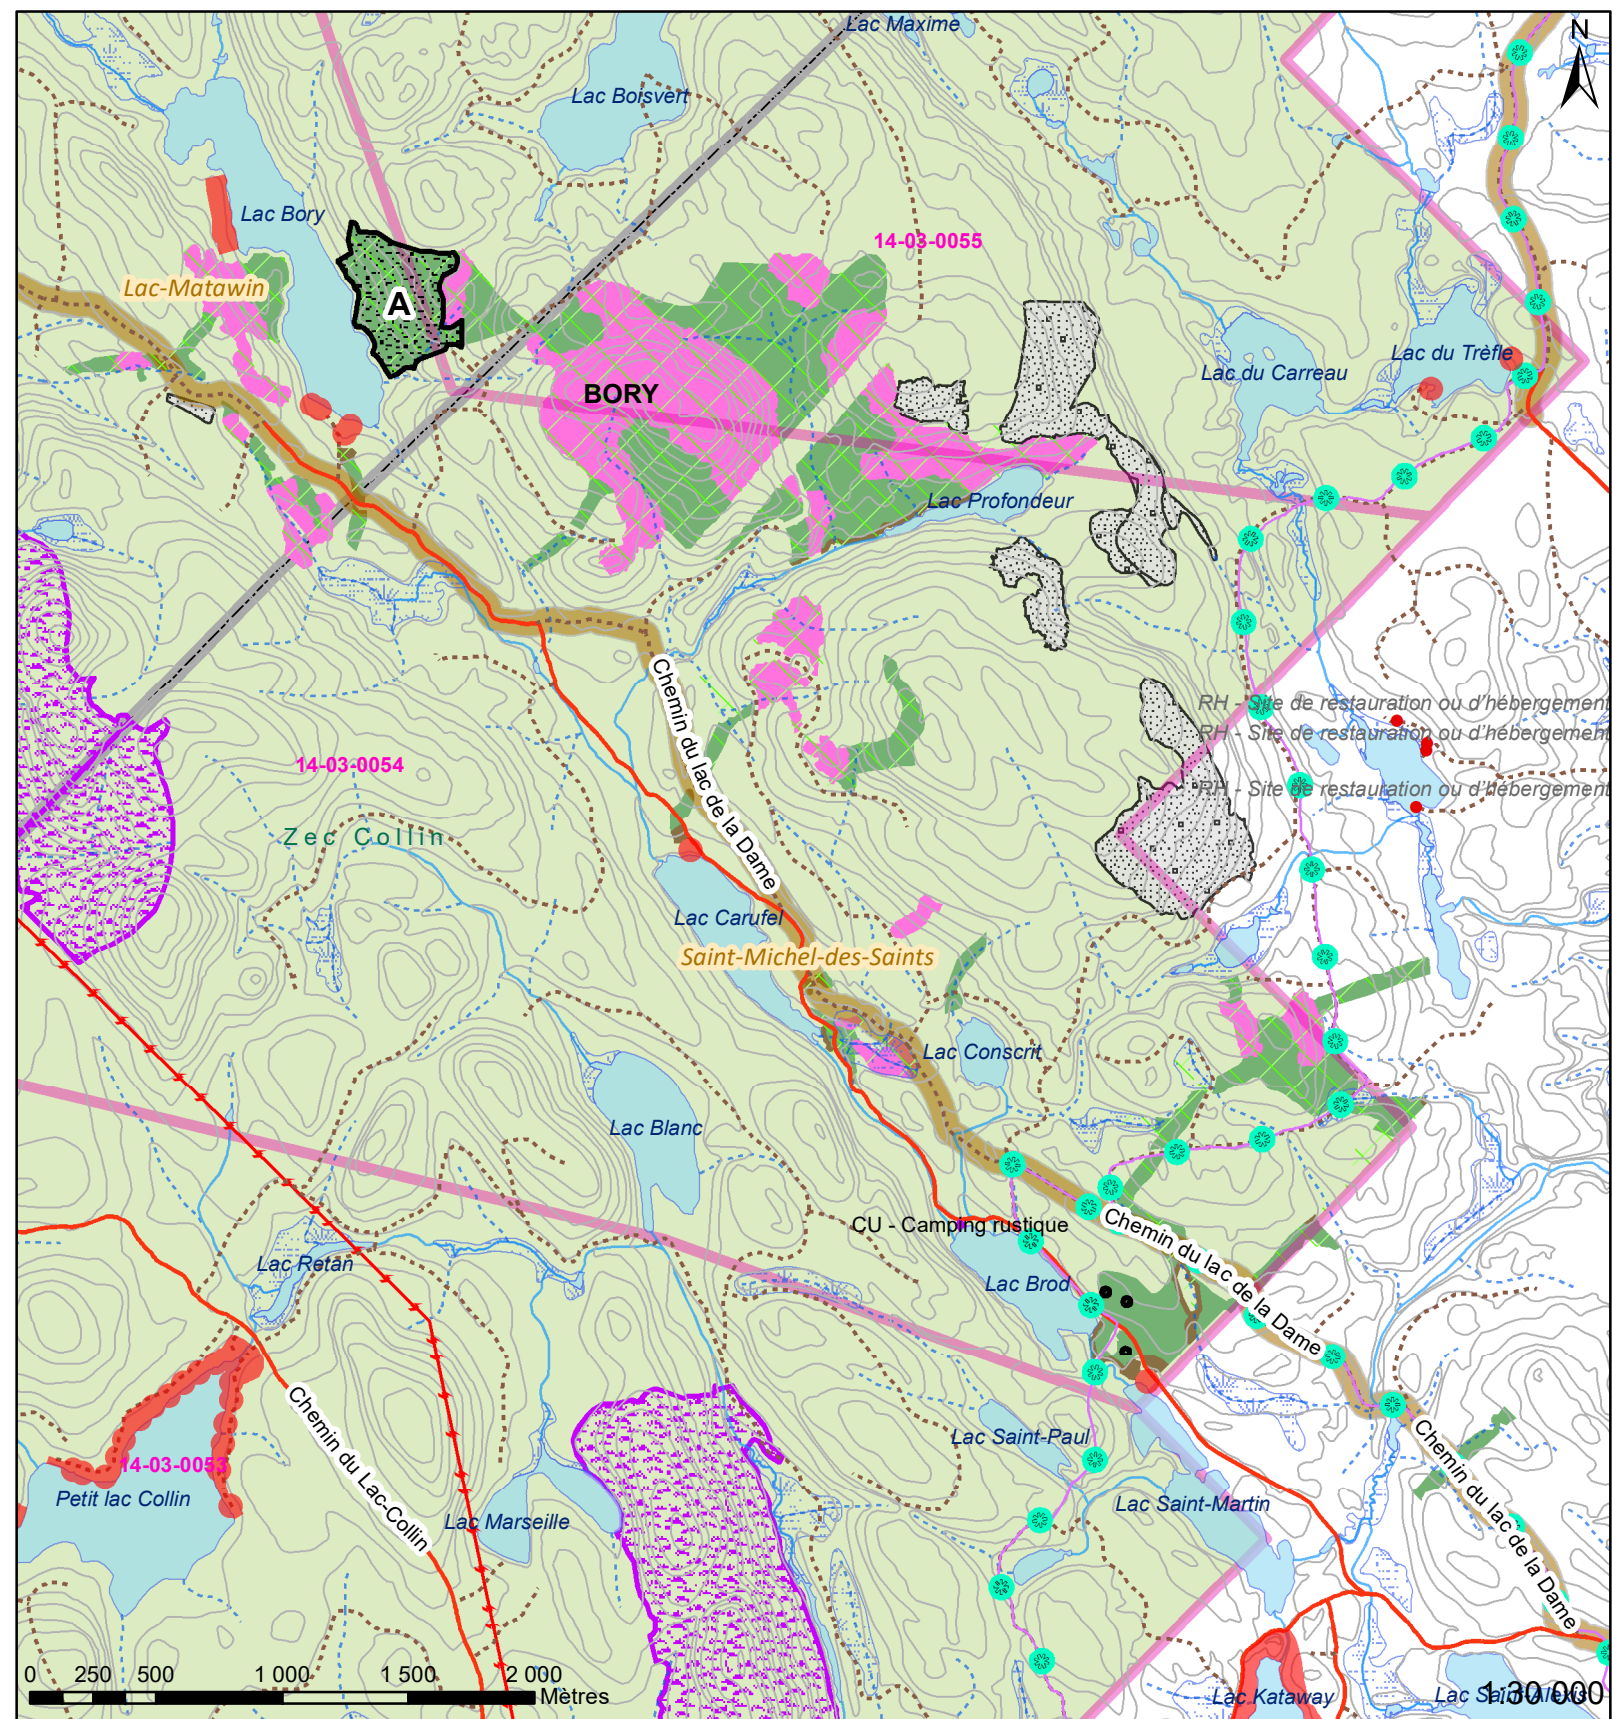 Lac Maxime
N
Lac Boisvert
Lac Bory
14-03-0055
Lac-Matawin
A
Lac du Trèfle
Lac du Carreau
BORY
Lac Profondeur
Chemin du lac de la Dame
RH - Site de restauration ou d'hébergement
RH - Site de restauration ou d'hébergement
RH - Site de restauration ou d'hébergement
14-03-0054
Zec Collin
Lac Carufel
Saint-Michel-des-Saints
Lac Conscrit
Lac Blanc
CU - Camping rustique
Chemin du lac de la Dame
Lac Retan
Lac Brod
Chemin du Lac-Collin
Chemin du lac de la Dame
Lac Saint-Paul
14-03-0053
Petit lac Collin
Lac Saint-Martin
Lac Marseille
0 250 500 1 000 1 500 2 000
Mètres
Lac Kataway
Lac Saint-Alexis
1:30 000